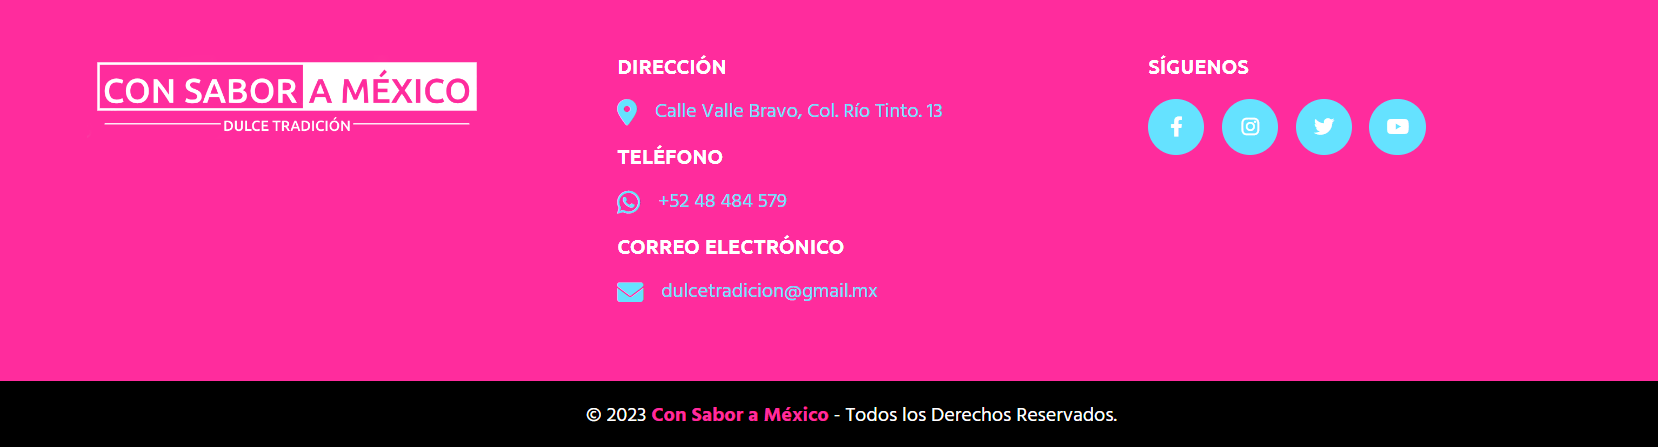 CON SABOR A MÉXICO
DULCE TRADICIÓN
DIRECCIÓN
Calle Valle Bravo, Col. Río Tinto. 13
TELÉFONO
+52 48 484 579
CORREO ELECTRÓNICO
dulcetradicion@gmail.mx
SÍGUENOS
© 2023 Con Sabor a México - Todos los Derechos Reservados.